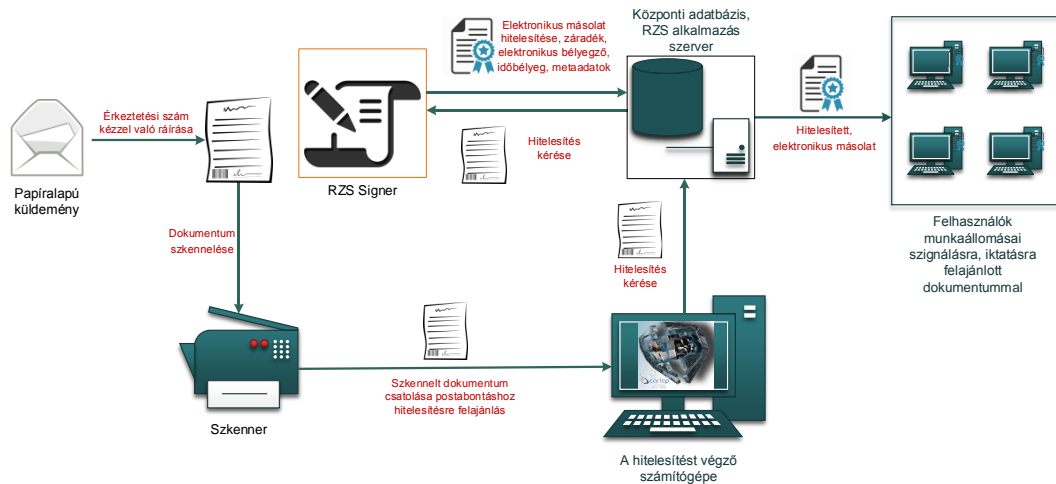 Elektronikus másolat
hitelesítése, záradék,
elektronikus bélyegző,
időbélyeg, metaadatok
Központi adatbázis,
RZS alkalmazás
szerver
Érkeztetési szám
kézzel való ráírása
Hitelesítés
kérése
Hitelesített,
elektronikus másolat
Papíralapú
küldemény
RZS Signer
Felhasználók
munkaállomásai
szignálásra, iktatásra
felajánlott
dokumentummal
Dokumentum
szkennelése
Hitelesítés
kérése
Szkennelt dokumentum
csatolása postabontáshoz
hitelesítésre felajánlás
Szkenner
A hitelesítést végző
számítógépe